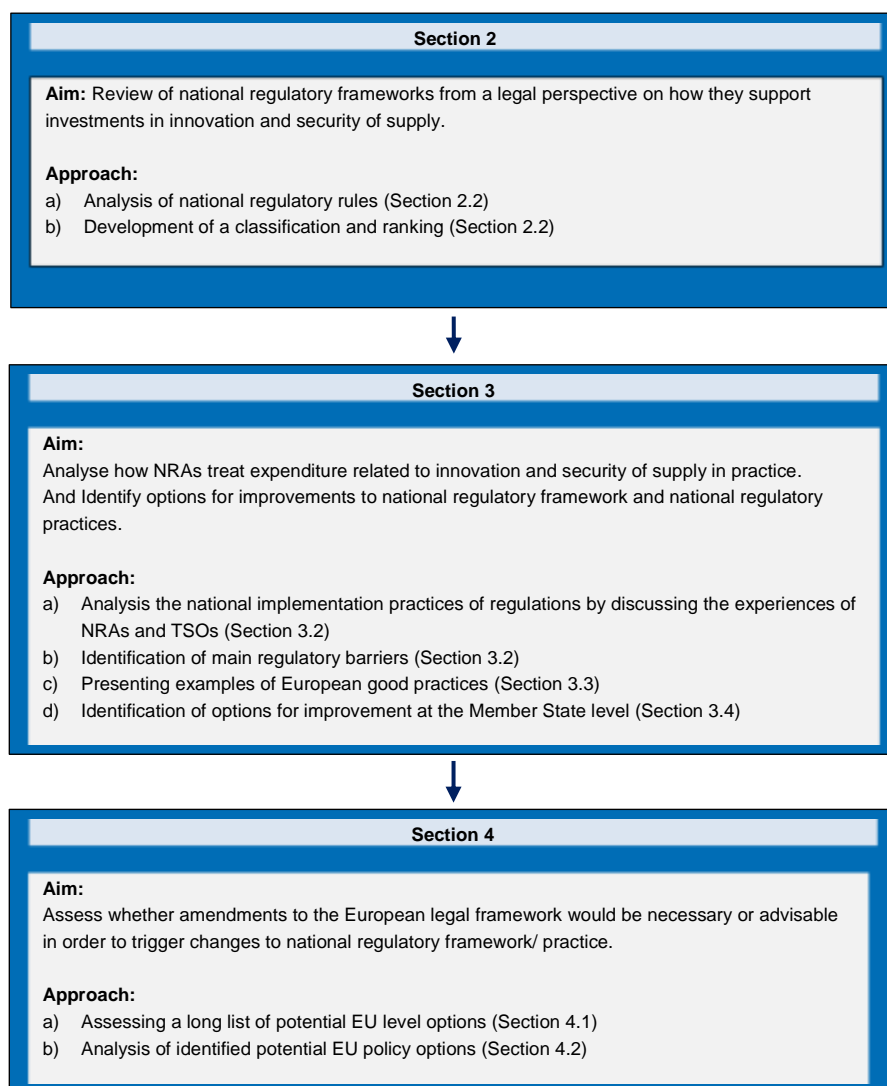 Section 2
Aim: Review of national regulatory frameworks from a legal perspective on how they support
investments in innovation and security of supply.
Approach:
a) Analysis of national regulatory rules (Section 2.2)
b) Development of a classification and ranking (Section 2.2)
Section 3
Aim:
Analyse how NRAs treat expenditure related to innovation and security of supply in practice.
And Identify options for improvements to national regulatory framework and national regulatory
practices.
Approach:
a) Analysis the national implementation practices of regulations by discussing the experiences of
NRAs and TSOs (Section 3.2)
b) Identification of main regulatory barriers (Section 3.2)
c) Presenting examples of European good practices (Section 3.3)
d) Identification of options for improvement at the Member State level (Section 3.4)
Section 4
Aim:
Assess whether amendments to the European legal framework would be necessary or advisable
in order to trigger changes to national regulatory framework/ practice.
Approach:
a) Assessing a long list of potential EU level options (Section 4.1)
b) Analysis of identified potential EU policy options (Section 4.2)